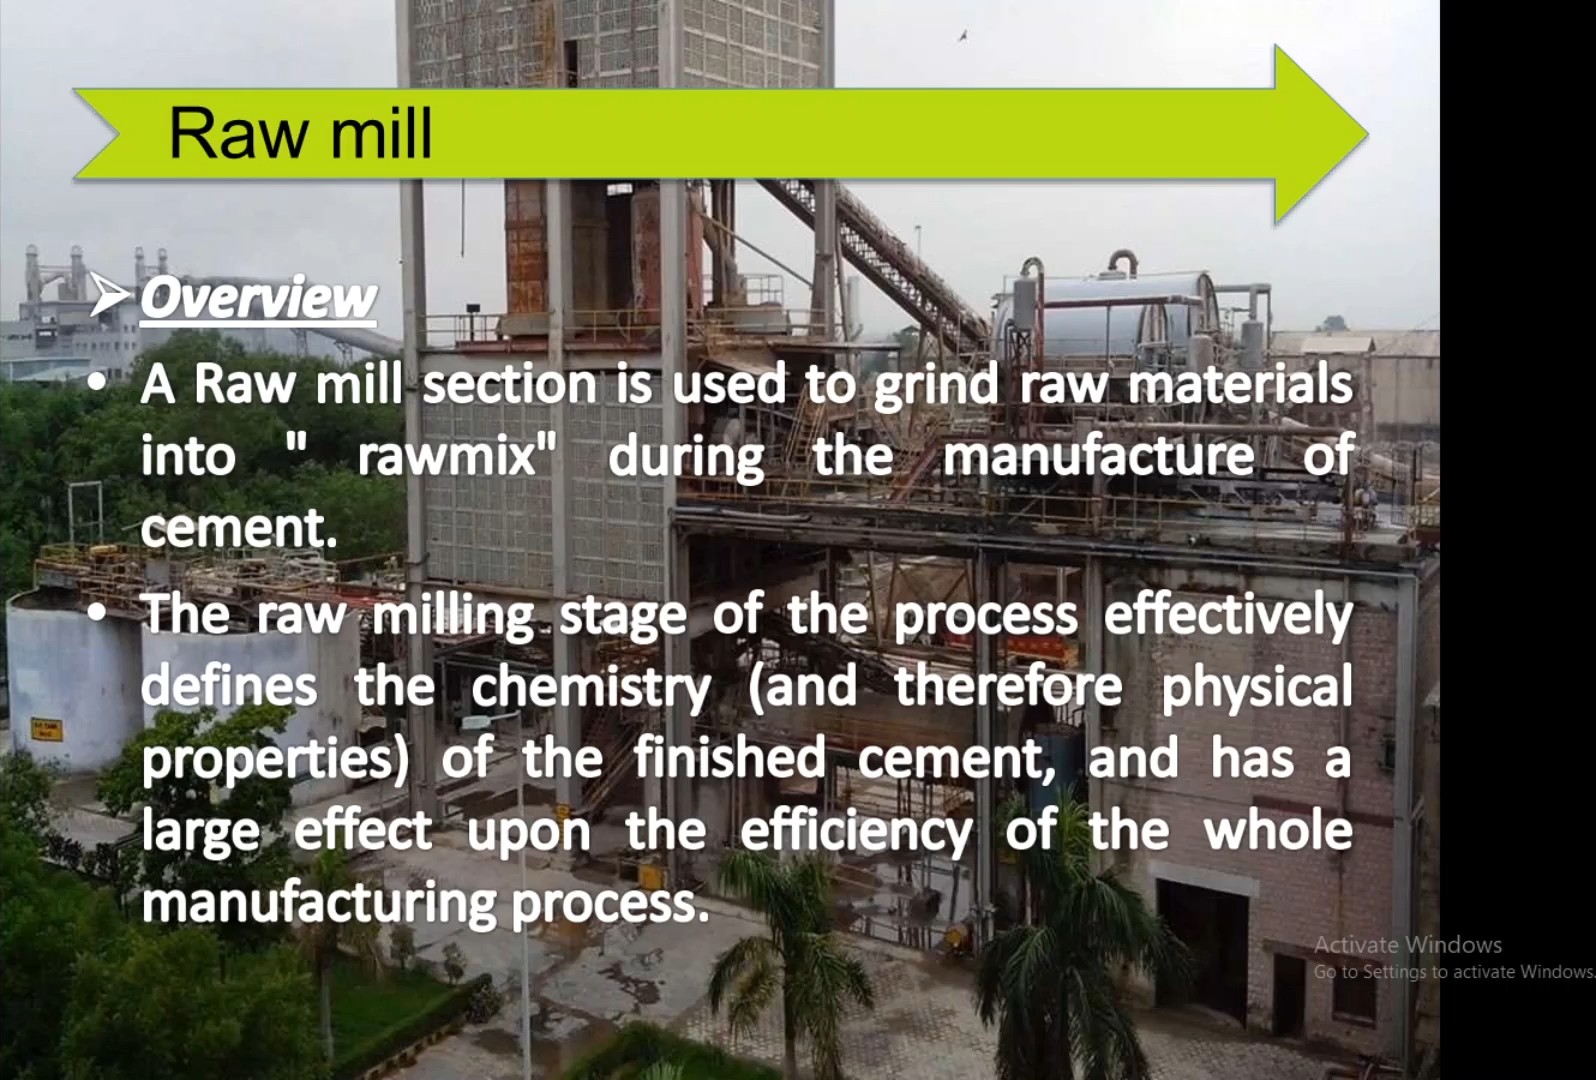 Raw mill
Overview
• A Raw mill section is used to grind raw materials
into " rawmix" during the manufacture of
cement.
• The raw milling stage of the process effectively
defines the chemistry (and therefore physical
properties) of the finished cement, and has a
large effect upon the efficiency of the whole
manufacturing process.
Activate Windows
Go to Settings to activate Windows.